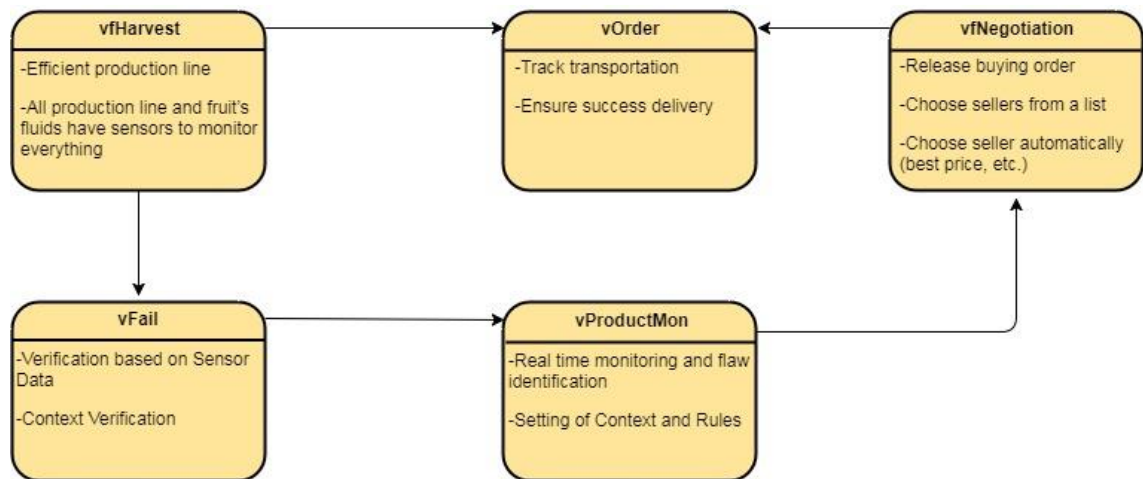 vfHarvest
-Efficient production line
-All production line and fruit's
fluids have sensors to monitor
everything
vOrder
-Track transportation
-Ensure success delivery
vfNegotiation
-Release buying order
-Choose sellers from a list
-Choose seller automatically
(best price, etc.)
vFail
-Verification based on Sensor
Data
-Context Verification
vProductMon
-Real time monitoring and flaw
identification
-Setting of Context and Rules